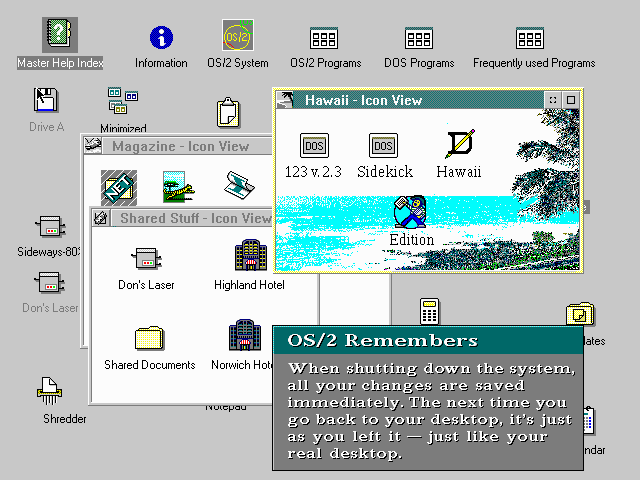 Master Help Index
Information
OS/2
OS/2 System
OS/2 Programs
DOS Programs
Frequently used Programs
Drive A
Minimized
Hawaii - Icon View
DOS
123 v.2.3
DOS
Sidekick
Hawaii
Edition
Magazine - Icon View
Shared Stuff - Icon View
Sideways-80
Don's Laser
Don's Laser
Highland Hotel
Shared Documents
Norwich Hote
Shredder
Notepad
lates
ndar
OS/2 Remembers
When shutting down the system,
all your changes are saved
immediately. The next time you
go back to your desktop, it's just
as you left it — just like your
real desktop.